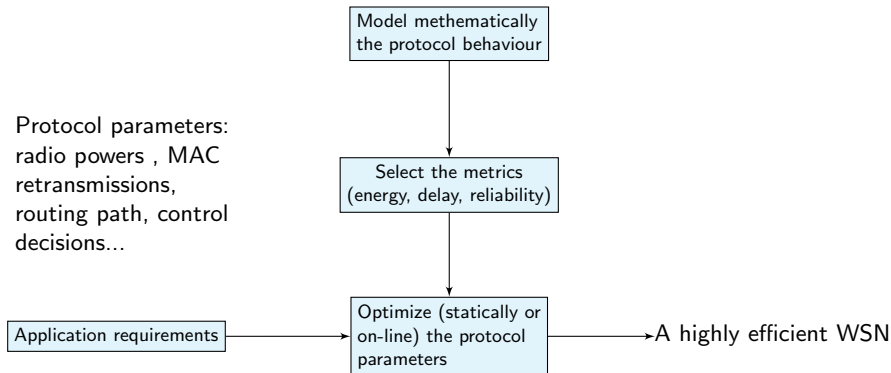 Model methematically
the protocol behaviour
Protocol parameters:
radio powers , MAC
retransmissions,
routing path, control
decisions...
Select the metrics
(energy, delay, reliability)
Application requirements
Optimize (statically or
on-line) the protocol
parameters
A highly efficient WSN